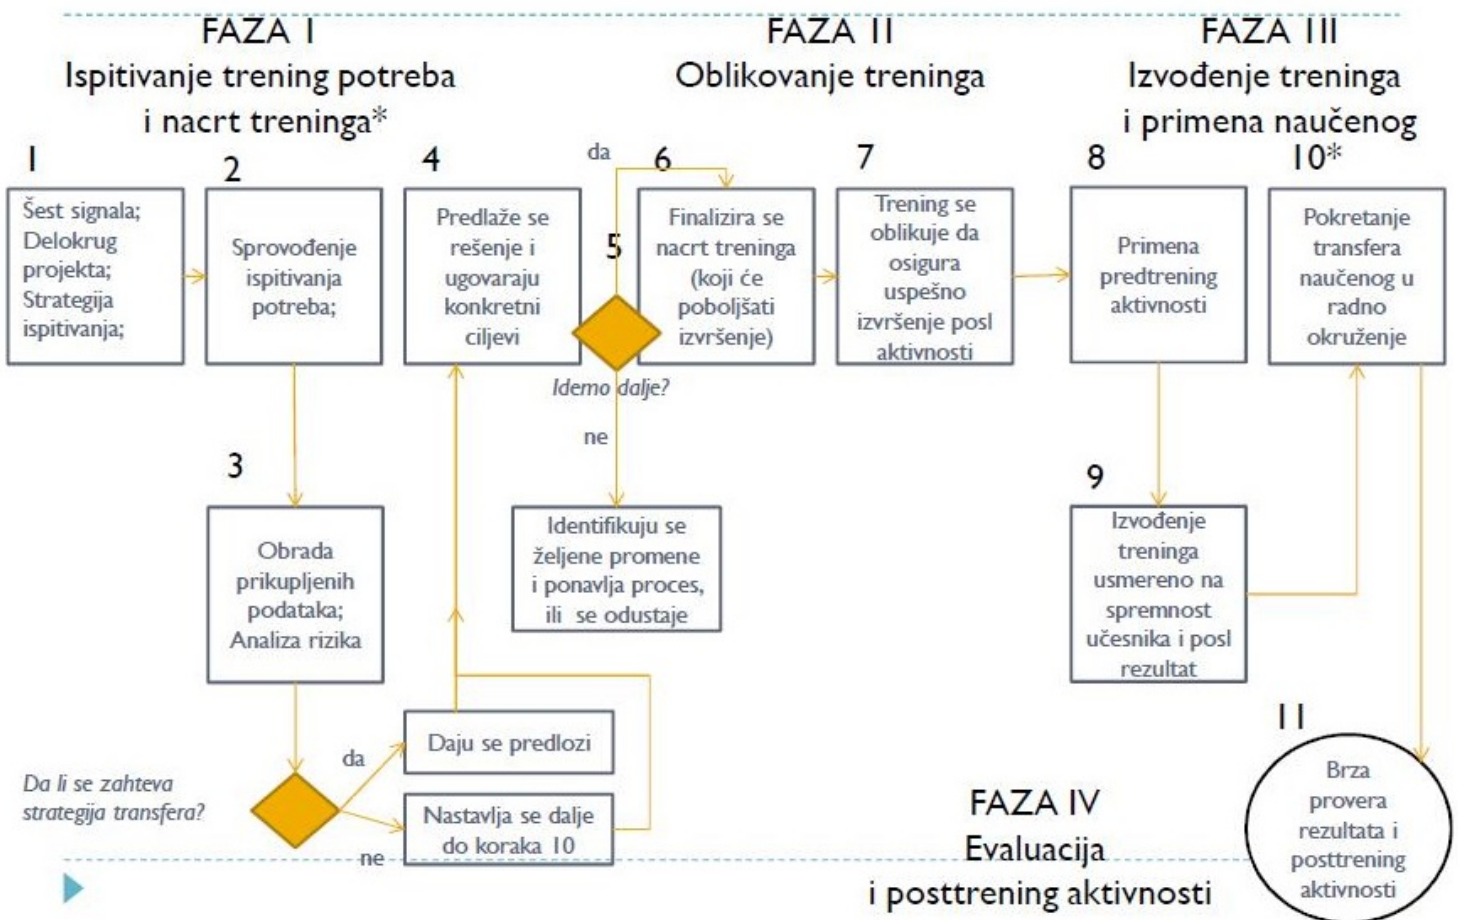 FAZA I
Ispitivanje trening potreba
i nacrt treninga*
FAZA II
Oblikovanje treninga
FAZA III
Izvođenje treninga
i primena naučenog
1
Šest signala;
Delokrug
projekta;
Strategija
ispitivanja;
2
Sprovođenje
ispitivanja
potreba;
3
Obrada
prikupljenih
podataka;
Analiza rizika
Da li se zahteva
strategija transfera?
da
Daju se predlozi
ne
Nastavlja se dalje
do koraka 10
4
Predlaže se
rešenje i
ugovaraju
konkretni
ciljevi
5
Idemo dalje?
da
ne
Identifikuju se
željene promene
i ponavlja proces,
ili se odustaje
6
Finalizira se
nacrt treninga
(koji će
poboljšati
izvršenje)
7
Trening se
oblikuje da
osigura
uspešno
izvršenje posl
aktivnosti
8
Primena
predtrening
aktivnosti
9
Izvođenje
treninga
usmereno na
spremnost
učesnika i posl
rezultat
10*
Pokretanje
transfera
naučenog u
radno
okruženje
11
Brza
provera
rezultata i
posttrening
aktivnosti
FAZA IV
Evaluacija
i posttrening aktivnosti